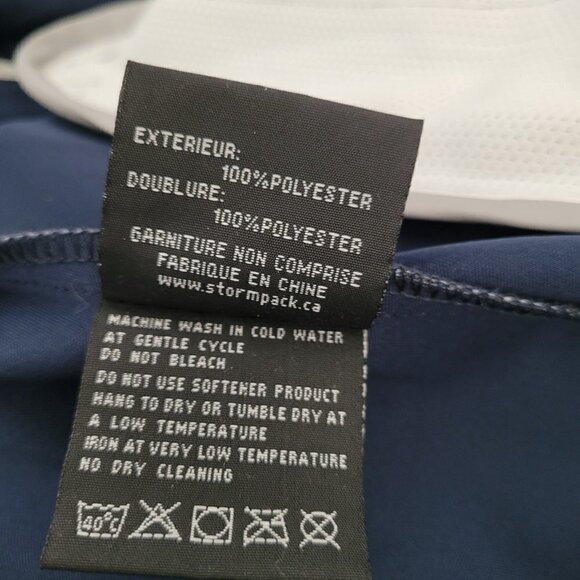 EXTERIEUR:
100%POLYESTER
DOUBLURE:
100%POLYESTER
GARNITURE NON COMPRISE
FABRIQUE EN CHINE
www.stormpack.ca
MACHINE WASH IN COLD WATER
AT GENTLE CYCLE
DO NOT BLEACH
DO NOT USE SOFTENER PRODUCT
HANG TO DRY OR TUMBLE DRY AT
A LOW TEMPERATURE
IRON AT VERY LOW TEMPERATURE
NO DRY CLEANING
40°C